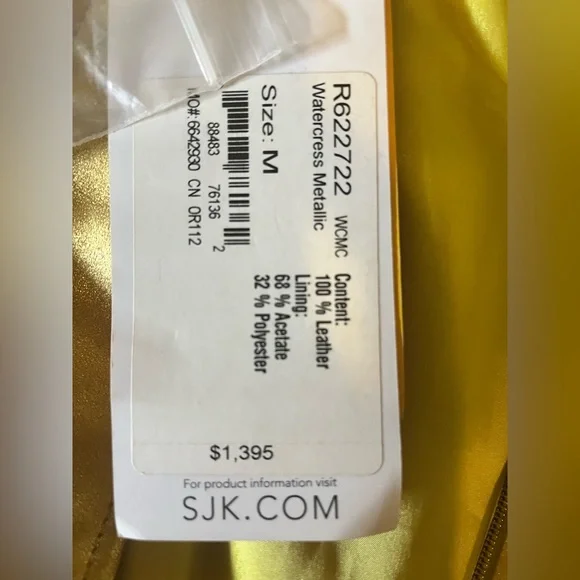 R622722 WCMC
Watercress Metallic
Size: M
88483 76136 2
MO#: 6642930 CN OR112
Content:
100 % Leather
Lining:
68 % Acetate
32 % Polyester
$1,395
For product information visit
SJK.COM